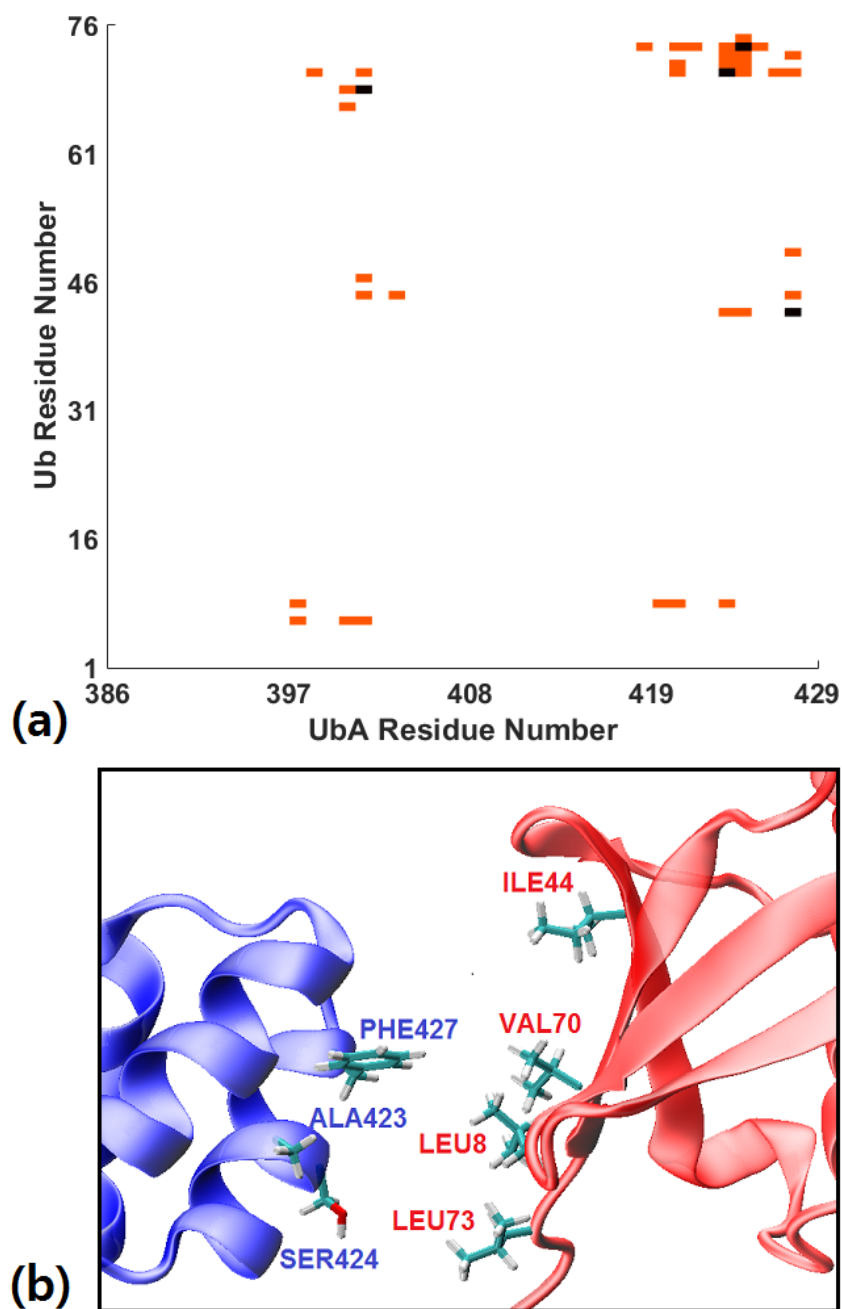 76
61
46
31
16
1
Ub Residue Number
386 397 408 419 429
UbA Residue Number
(a)
ILE44
PHE427
VAL70
ALA423
LEU8
LEU73
SER424
(b)